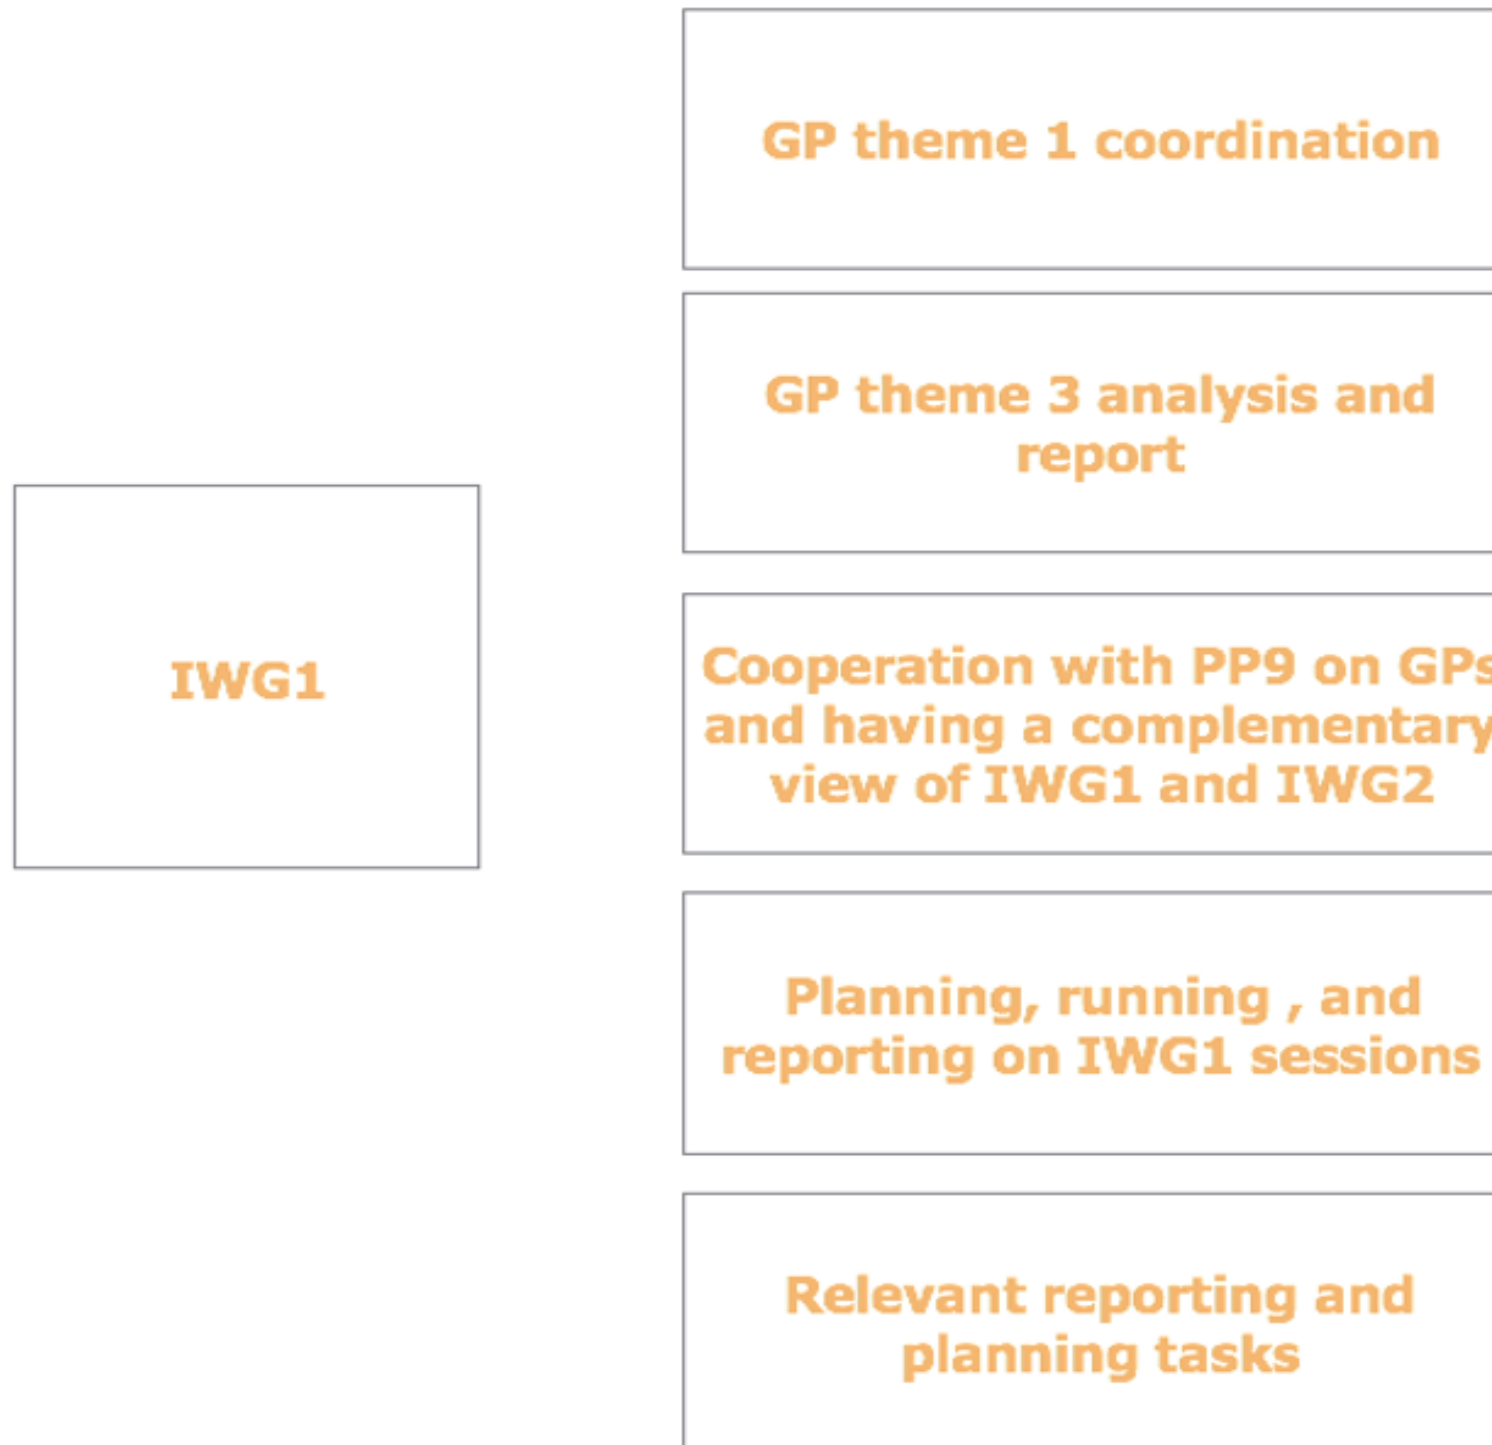 GP theme 1 coordination
GP theme 3 analysis and
report
IWG1
Cooperation with PP9 on GPs
and having a complementary
view of IWG1 and IWG2
Planning, running , and
reporting on IWG1 sessions
Relevant reporting and
planning tasks